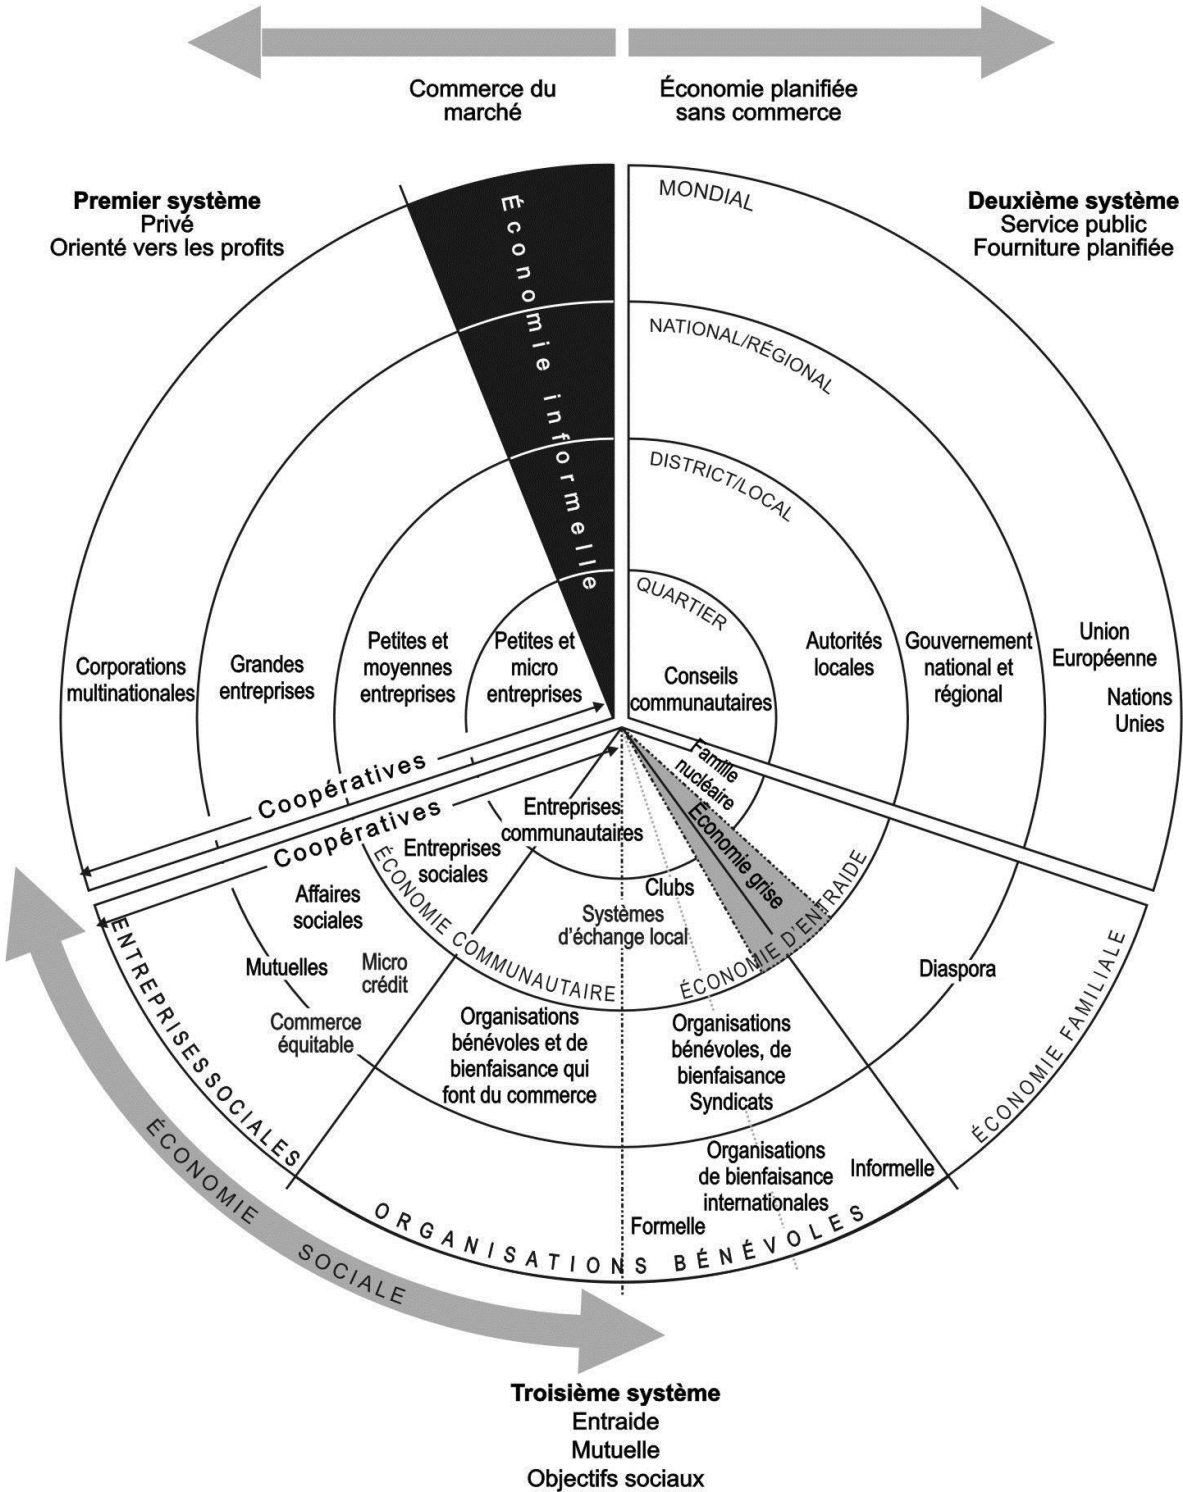 Commerce du
marché
Économie planifiée
sans commerce
Premier système
Privé
Orienté vers les profits
Deuxième système
Service public
Fourniture planifiée
Économie informelle
MONDIAL
NATIONAL/RÉGIONAL
DISTRICT/LOCAL
QUARTIER
Corporations
multinationales
Grandes
entreprises
Petites et
moyennes
entreprises
Petites et
micro
entreprises
Conseils
communautaires
Autorités
locales
Gouvernement
national et
régional
Union
Européenne
Nations
Unies
Coopératives
Coopératives
Famille
nucléaire
Économie grise
Entreprises
communautaires
Entreprises
sociales
Affaires
sociales
Mutuelles
Micro
crédit
Commerce
équitable
Clubs
Systèmes
d'échange local
ÉCONOMIE COMMUNAUTAIRE
ÉCONOMIE D'ENTRAIDE
Diaspora
Organisations
bénévoles et de
bienfaisance qui
font du commerce
Organisations
bénévoles, de
bienfaisance
Syndicats
Organisations
de bienfaisance
internationales
Informelle
Formelle
ENTREPRISES SOCIALES
ORGANISATIONS BÉNÉVOLES
ÉCONOMIE FAMILIALE
ÉCONOMIE SOCIALE
Troisième système
Entraide
Mutuelle
Objectifs sociaux